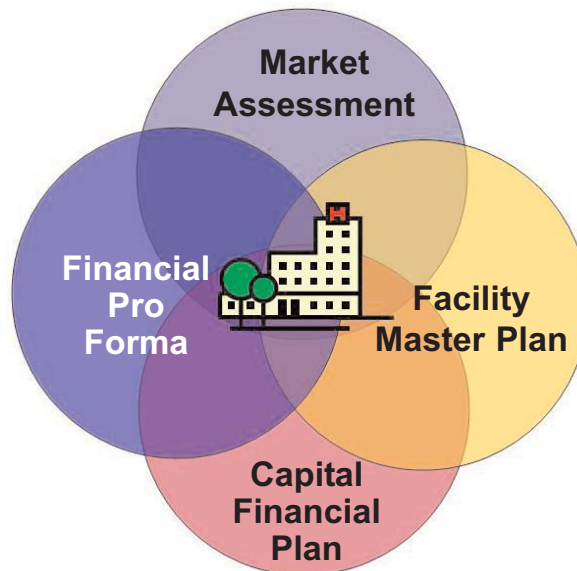 Market
Assessment
H
Financial
Pro
Forma
Facility
Master Plan
Capital
Financial
Plan